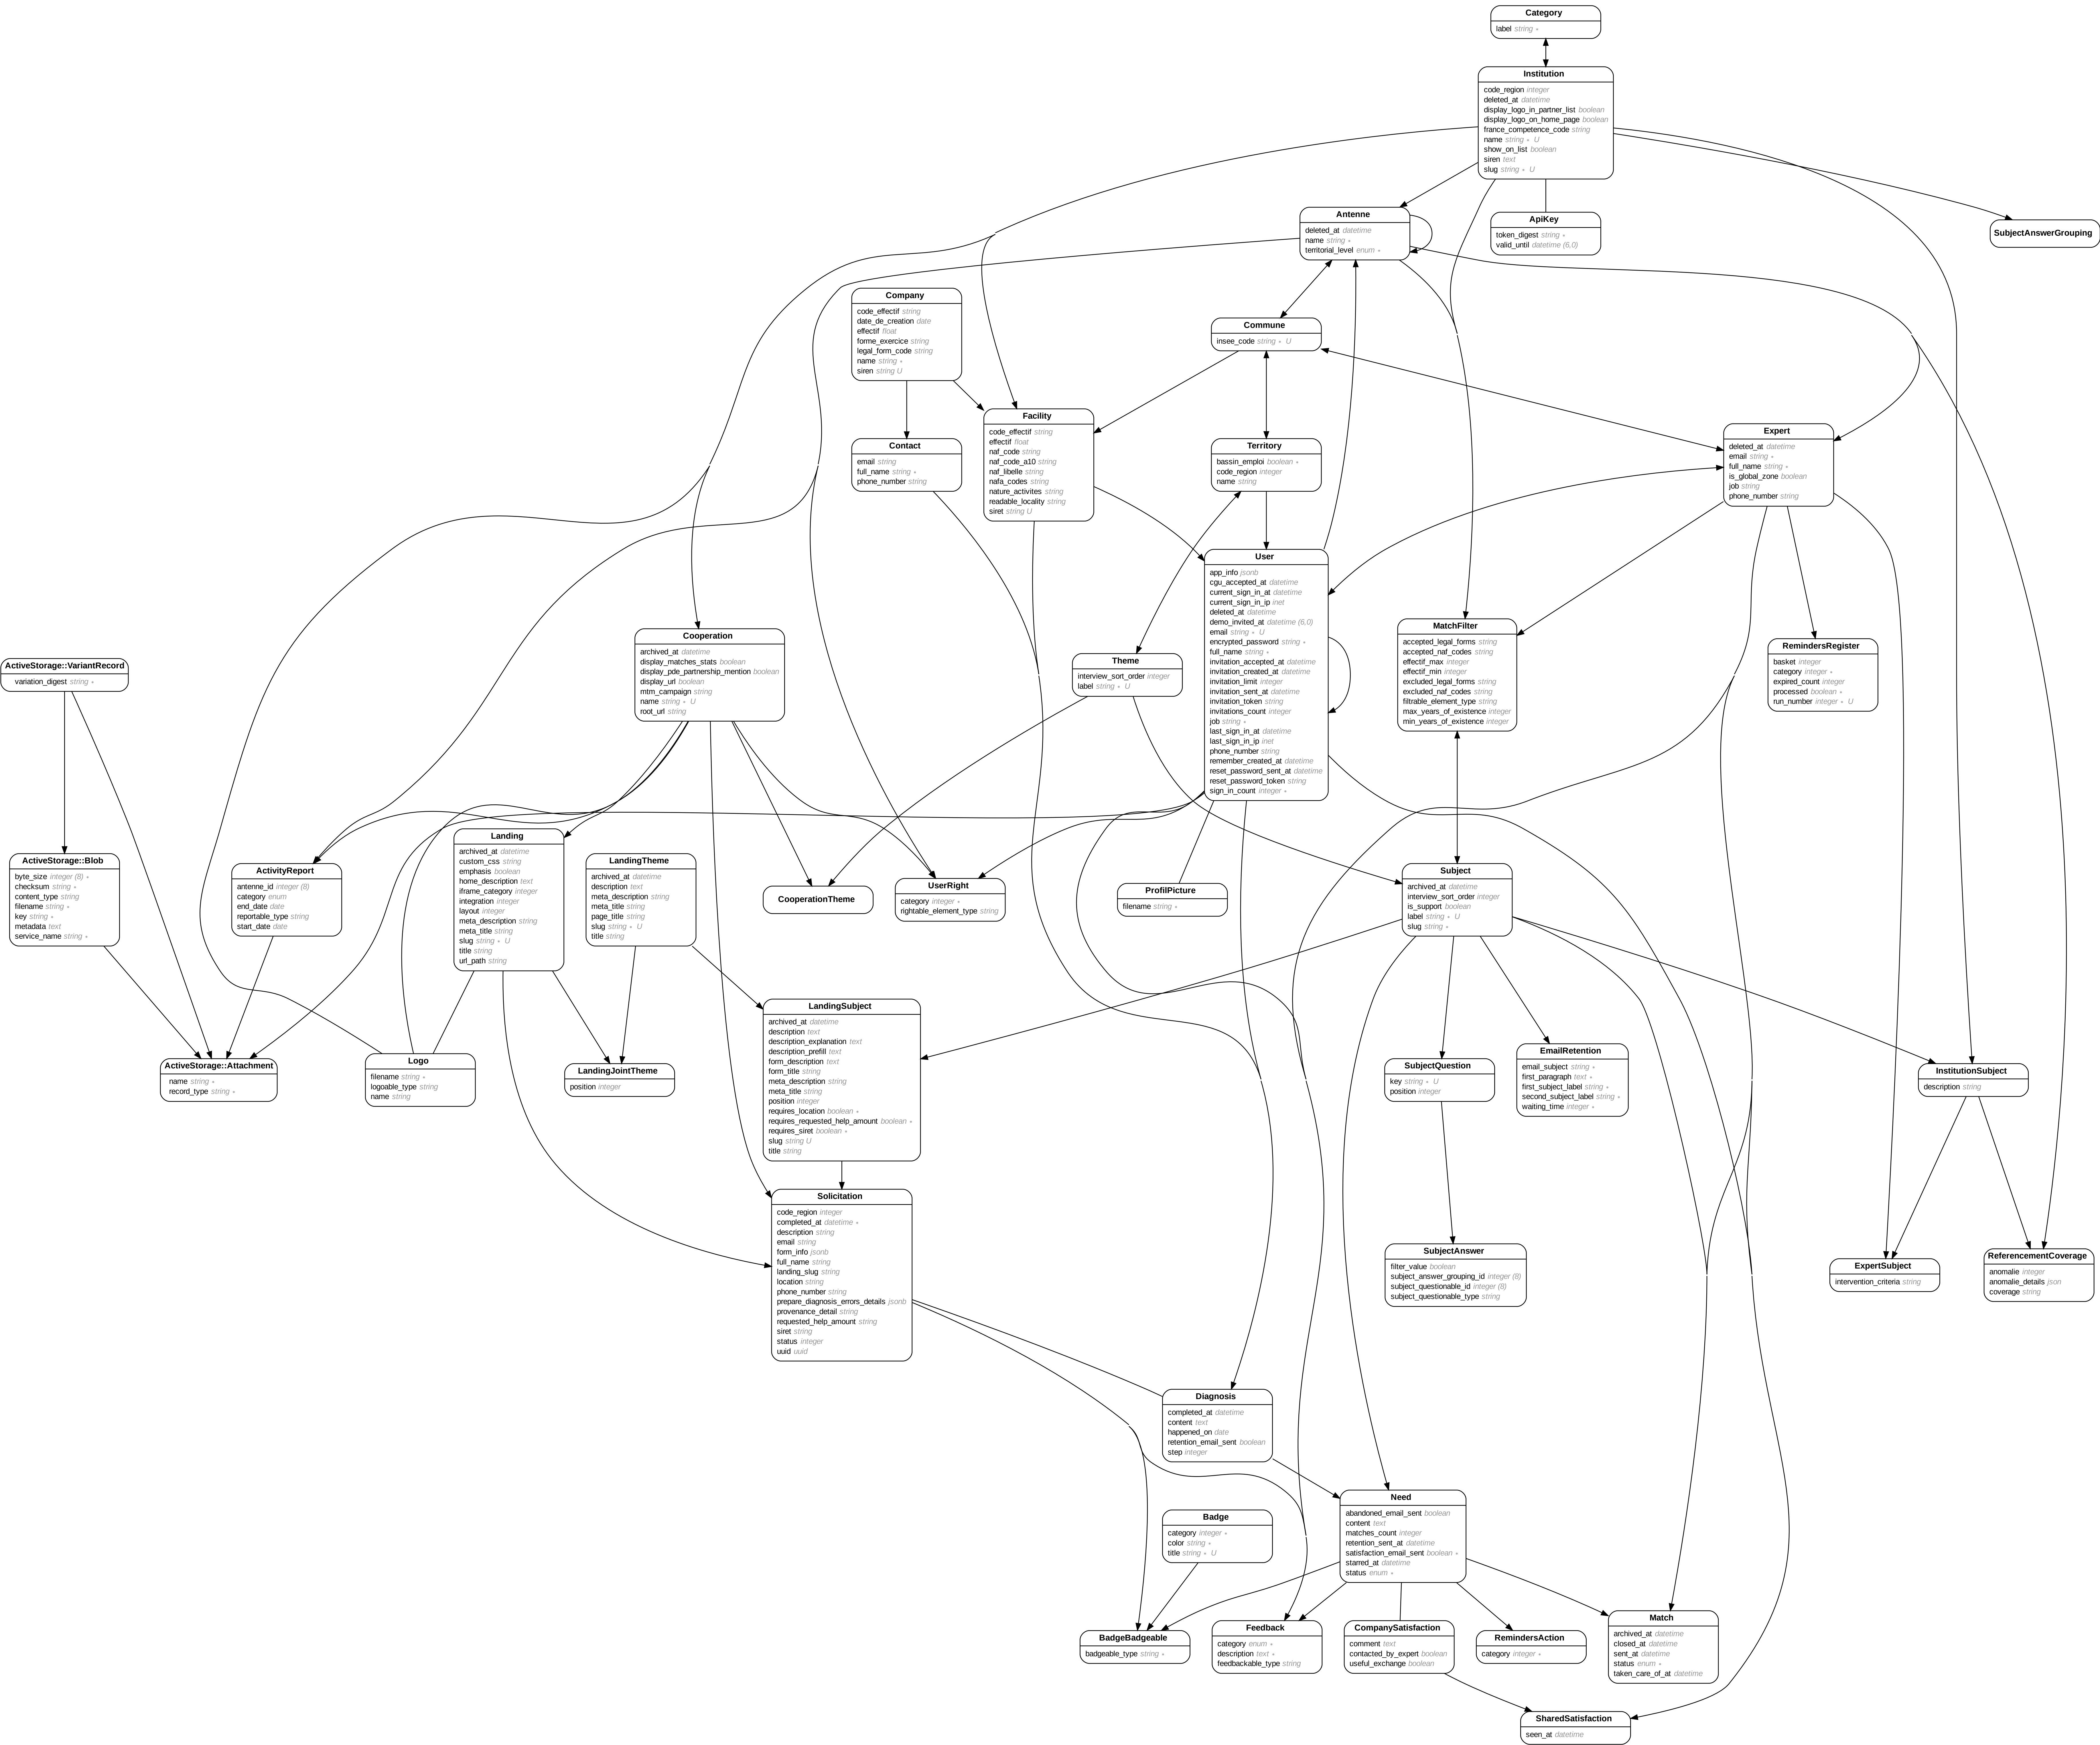 Category
label string ∗
Institution
code_region integer
deleted_at datetime
display_logo_in_partner_list boolean
display_logo_on_home_page boolean
france_competence_code string
name string ∗ U
show_on_list boolean
siren text
slug string ∗ U
Antenne
deleted_at datetime
name string ∗
territorial_level enum ∗
ApiKey
token_digest string ∗
valid_until datetime (6,0)
SubjectAnswerGrouping
Company
code_effectif string
date_de_creation date
effectif float
forme_exercice string
legal_form_code string
name string ∗
siren string U
Commune
insee_code string ∗ U
Facility
code_effectif string
effectif float
naf_code string
naf_code_a10 string
naf_libelle string
nafa_codes string
nature_activites string
readable_locality string
siret string U
Contact
email string
full_name string ∗
phone_number string
Territory
bassin_emploi boolean ∗
code_region integer
name string
Expert
deleted_at datetime
email string ∗
full_name string ∗
is_global_zone boolean
job string
phone_number string
User
app_info jsonb
cgu_accepted_at datetime
current_sign_in_at datetime
current_sign_in_ip inet
deleted_at datetime
demo_invited_at datetime (6,0)
email string ∗ U
encrypted_password string ∗
full_name string ∗
invitation_accepted_at datetime
invitation_created_at datetime
invitation_limit integer
invitation_sent_at datetime
invitation_token string
invitations_count integer
job string ∗
last_sign_in_at datetime
last_sign_in_ip inet
phone_number string
remember_created_at datetime
reset_password_sent_at datetime
reset_password_token string
sign_in_count integer ∗
Cooperation
archived_at datetime
display_matches_stats boolean
display_pde_partnership_mention boolean
display_url boolean
mtm_campaign string
name string ∗ U
root_url string
Theme
interview_sort_order integer
label string ∗ U
MatchFilter
accepted_legal_forms string
accepted_naf_codes string
effectif_max integer
effectif_min integer
excluded_legal_forms string
excluded_naf_codes string
filtrable_element_type string
max_years_of_existence integer
min_years_of_existence integer
RemindersRegister
basket integer
category integer ∗
expired_count integer
processed boolean ∗
run_number integer ∗ U
ActiveStorage::VariantRecord
variation_digest string ∗
ActiveStorage::Blob
byte_size integer (8) ∗
checksum string ∗
content_type string
filename string ∗
key string ∗
metadata text
service_name string ∗
ActivityReport
antenne_id integer (8)
category enum
end_date date
reportable_type string
start_date date
Landing
archived_at datetime
custom_css string
emphasis boolean
home_description text
iframe_category integer
integration integer
layout integer
meta_description string
meta_title string
slug string ∗ U
title string
url_path string
LandingTheme
archived_at datetime
description text
meta_description string
meta_title string
page_title string
slug string ∗ U
title string
CooperationTheme
UserRight
category integer ∗
rightable_element_type string
ProfilPicture
filename string ∗
Subject
archived_at datetime
interview_sort_order integer
is_support boolean
label string ∗ U
slug string ∗
ActiveStorage::Attachment
name string ∗
record_type string ∗
Logo
filename string ∗
logoable_type string
name string
LandingJointTheme
position integer
LandingSubject
archived_at datetime
description text
description_explanation text
description_prefill text
form_description text
form_title string
meta_description string
meta_title string
position integer
requires_location boolean ∗
requires_requested_help_amount boolean ∗
requires_siret boolean ∗
slug string U
title string
SubjectQuestion
key string ∗ U
position integer
EmailRetention
email_subject string ∗
first_paragraph text ∗
first_subject_label string ∗
second_subject_label string ∗
waiting_time integer ∗
InstitutionSubject
description string
Solicitation
code_region integer
completed_at datetime ∗
description string
email string
form_info jsonb
full_name string
landing_slug string
location string
phone_number string
prepare_diagnosis_errors_details jsonb
provenance_detail string
requested_help_amount string
siret string
status integer
uuid uuid
SubjectAnswer
filter_value boolean
subject_answer_grouping_id integer (8)
subject_questionable_id integer (8)
subject_questionable_type string
ExpertSubject
intervention_criteria string
ReferencementCoverage
anomalie integer
anomalie_details json
coverage string
Diagnosis
completed_at datetime
content text
happened_on date
retention_email_sent boolean
step integer
Need
abandoned_email_sent boolean
content text
matches_count integer
retention_sent_at datetime
satisfaction_email_sent boolean ∗
starred_at datetime
status enum ∗
Badge
category integer ∗
color string ∗
title string ∗ U
BadgeBadgeable
badgeable_type string ∗
Feedback
category enum ∗
description text ∗
feedbackable_type string
CompanySatisfaction
comment text
contacted_by_expert boolean
useful_exchange boolean
RemindersAction
category integer ∗
Match
archived_at datetime
closed_at datetime
sent_at datetime
status enum ∗
taken_care_of_at datetime
SharedSatisfaction
seen_at datetime